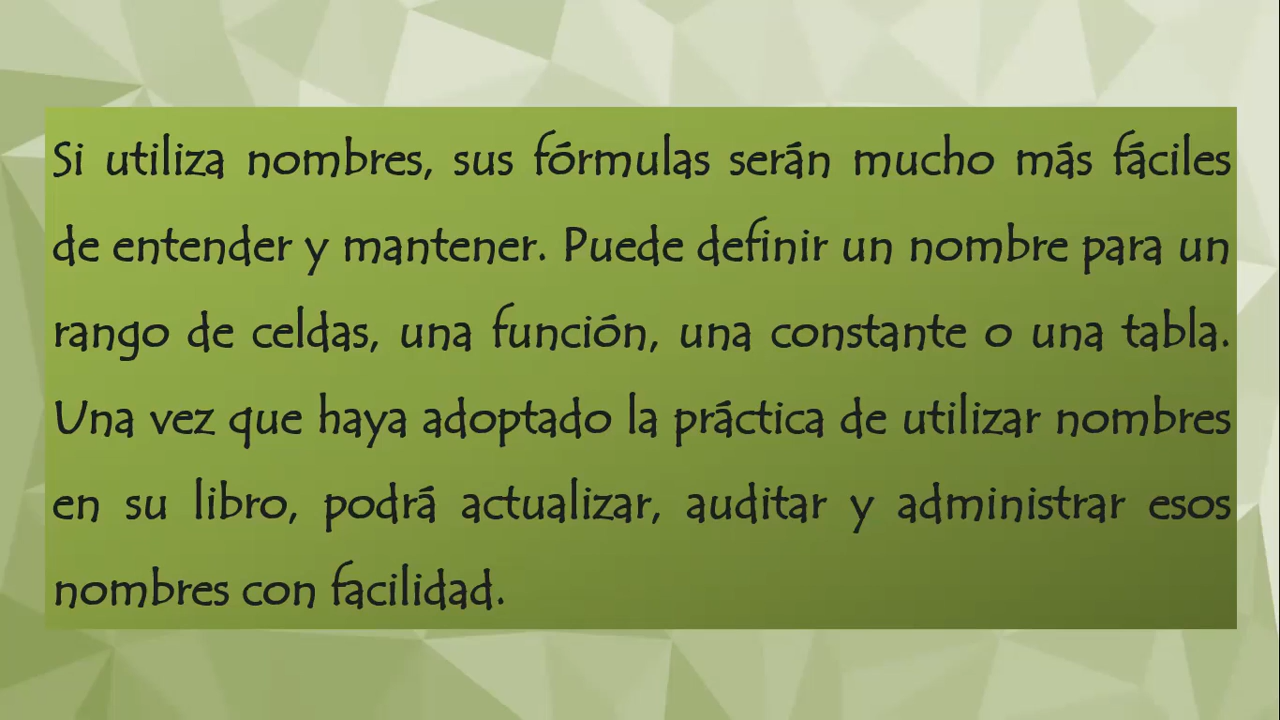 Si utiliza nombres, sus fórmulas serán mucho más fáciles
de entender y mantener. Puede definir un nombre para un
rango de celdas, una función, una constante o una tabla.
Una vez que haya adoptado la práctica de utilizar nombres
en su libro, podrá actualizar, auditar y administrar esos
nombres con facilidad.